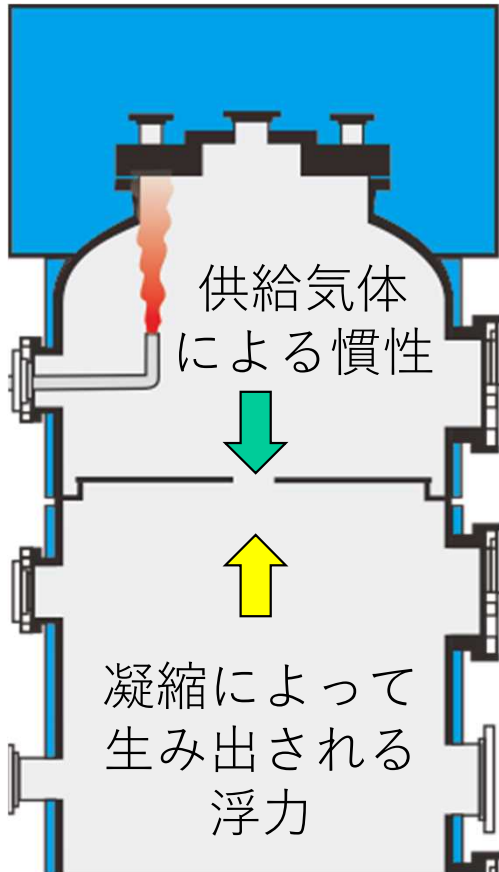 供給気体
による慣性
凝縮によって
生み出される
浮力